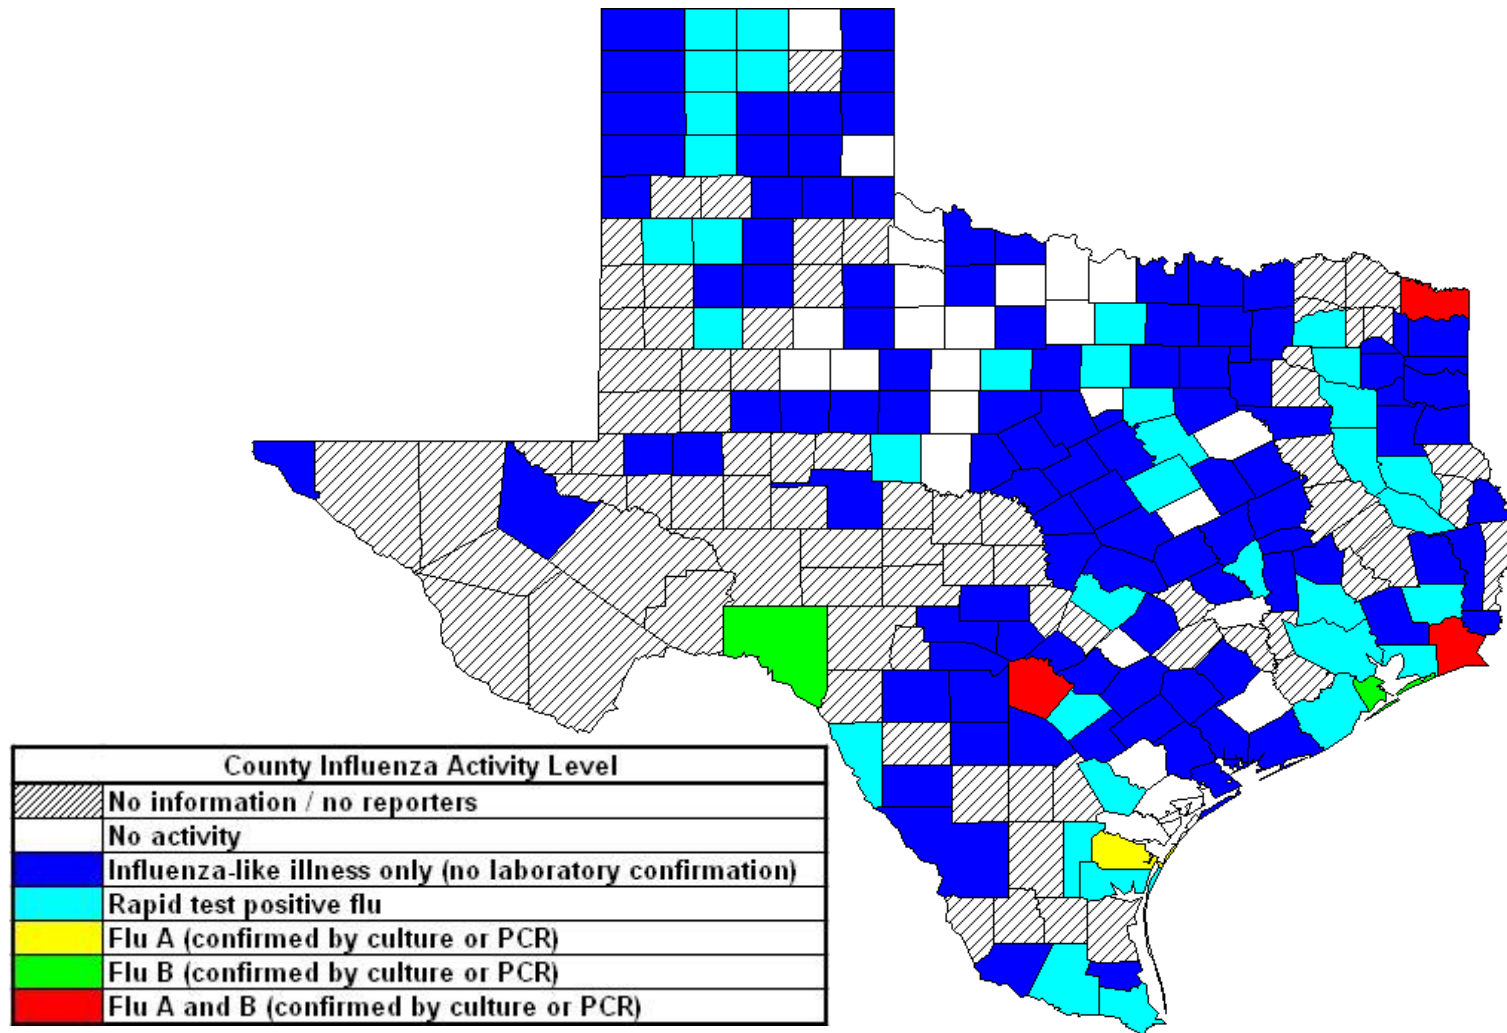 County Influenza Activity Level
No information / no reporters
No activity
Influenza-like illness only (no laboratory confirmation)
Rapid test positive flu
Flu A (confirmed by culture or PCR)
Flu B (confirmed by culture or PCR)
Flu A and B (confirmed by culture or PCR)